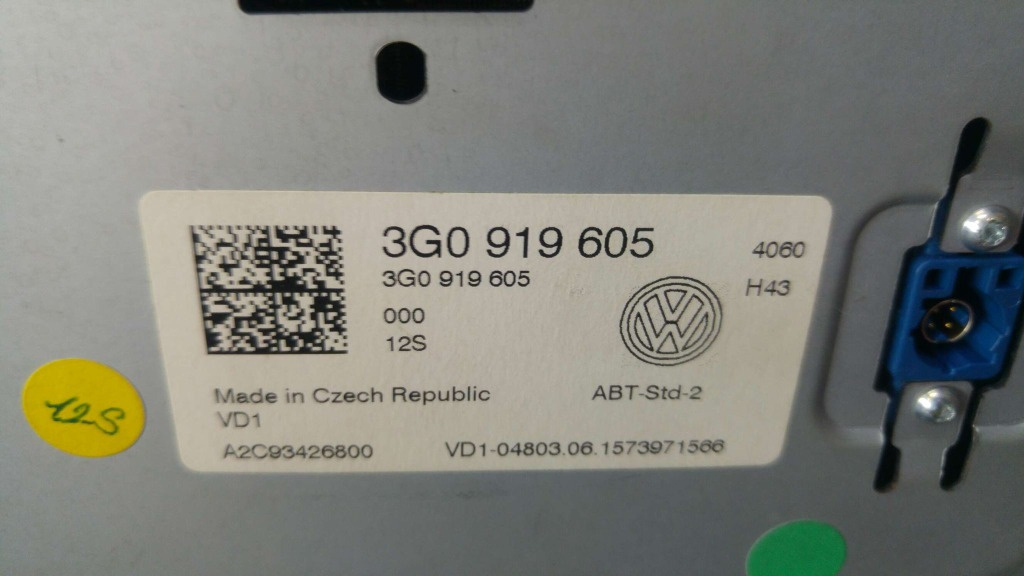 3G0 919 605
4060
3G0 919 605
H43
000
12S
Made in Czech Republic
ABT-Std-2
VD1
A2C93426800
VD1-04803.06.1573971566
12S